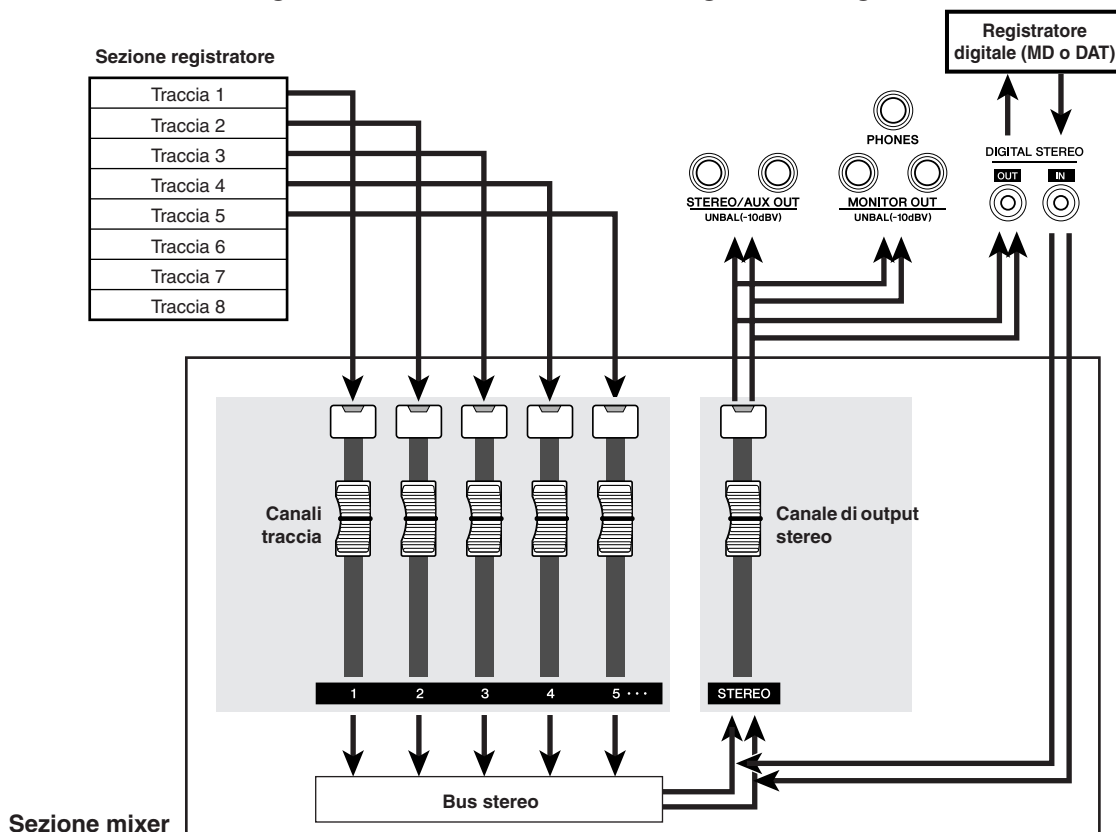 Registratore
digitale (MD o DAT)
Sezione registratore
Traccia 1
Traccia 2
Traccia 3
Traccia 4
Traccia 5
Traccia 6
Traccia 7
Traccia 8
PHONES
STEREO/AUX OUT
UNBAL(-10dBV)
MONITOR OUT
UNBAL(-10dBV)
DIGITAL STEREO
OUT
IN
Canali
traccia
Canale di output
stereo
1 2 3 4 5 ···
STEREO
Bus stereo
Sezione mixer